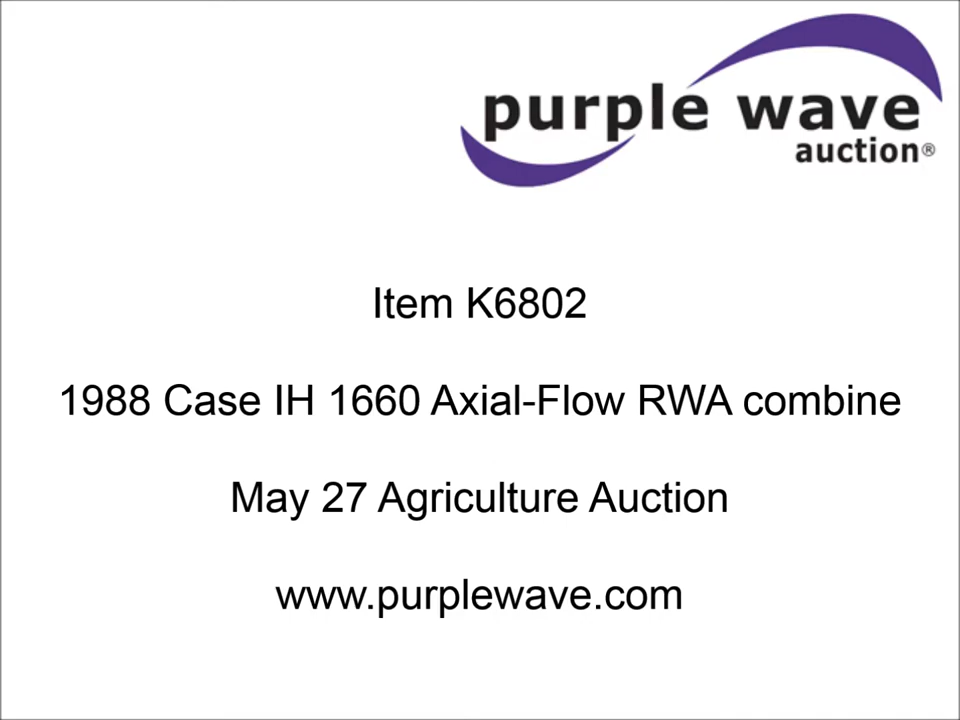 purple wave
auction®
Item K6802
1988 Case IH 1660 Axial-Flow RWA combine
May 27 Agriculture Auction
www.purplewave.com